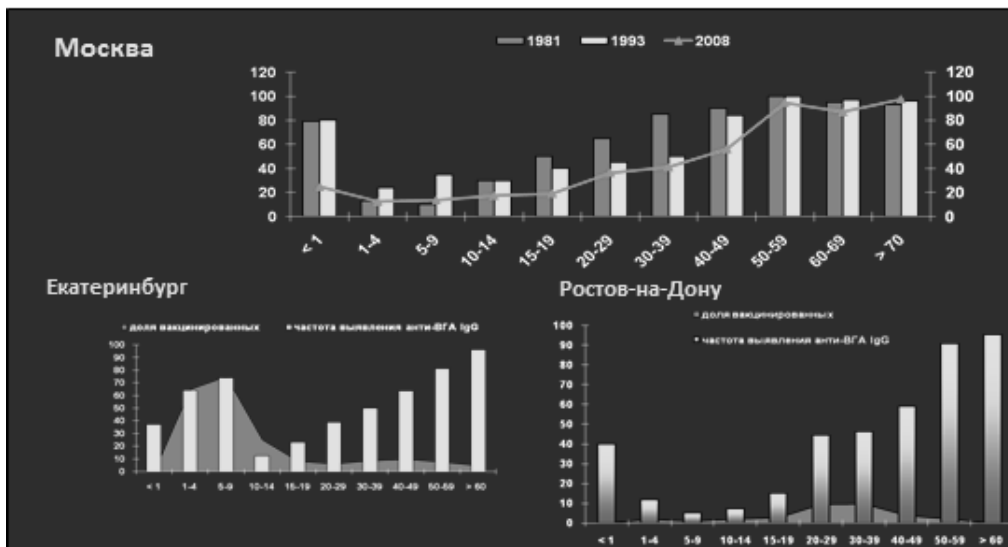 Москва
1981 1993 2008
120 120
100 100
80 80
60 60
40 40
20 20
0 0
< 1 1-4 5-9 10-14 15-19 20-29 30-39 40-49 50-59 60-69 > 70
Екатеринбург
доля вакцинированных частота выявления анти-ВГА IgG
100
90
80
70
60
50
40
30
20
10
0
< 1 1-4 5-9 10-14 15-19 20-29 30-39 40-49 50-59 > 60
Ростов-на-Дону
доля вакцинированных
частота выявления анти-ВГА IgG
100
90
80
70
60
50
40
30
20
10
0
< 1 1-4 5-9 10-14 15-19 20-29 30-39 40-49 50-59 > 60